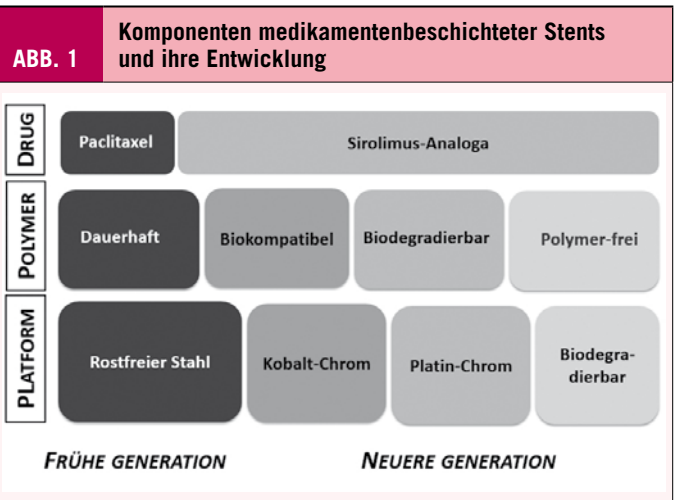 ABB. 1
Komponenten medikamentenbeschichteter Stents
und ihre Entwicklung
DRUG
Paclitaxel
Sirolimus-Analoga
POLYMER
Dauerhaft
Biokompatibel
Biodegradierbar
Polymer-frei
PLATFORM
Rostfreier Stahl
Kobalt-Chrom
Platin-Chrom
Biodegra-
dierbar
FRÜHE GENERATION
NEUERE GENERATION